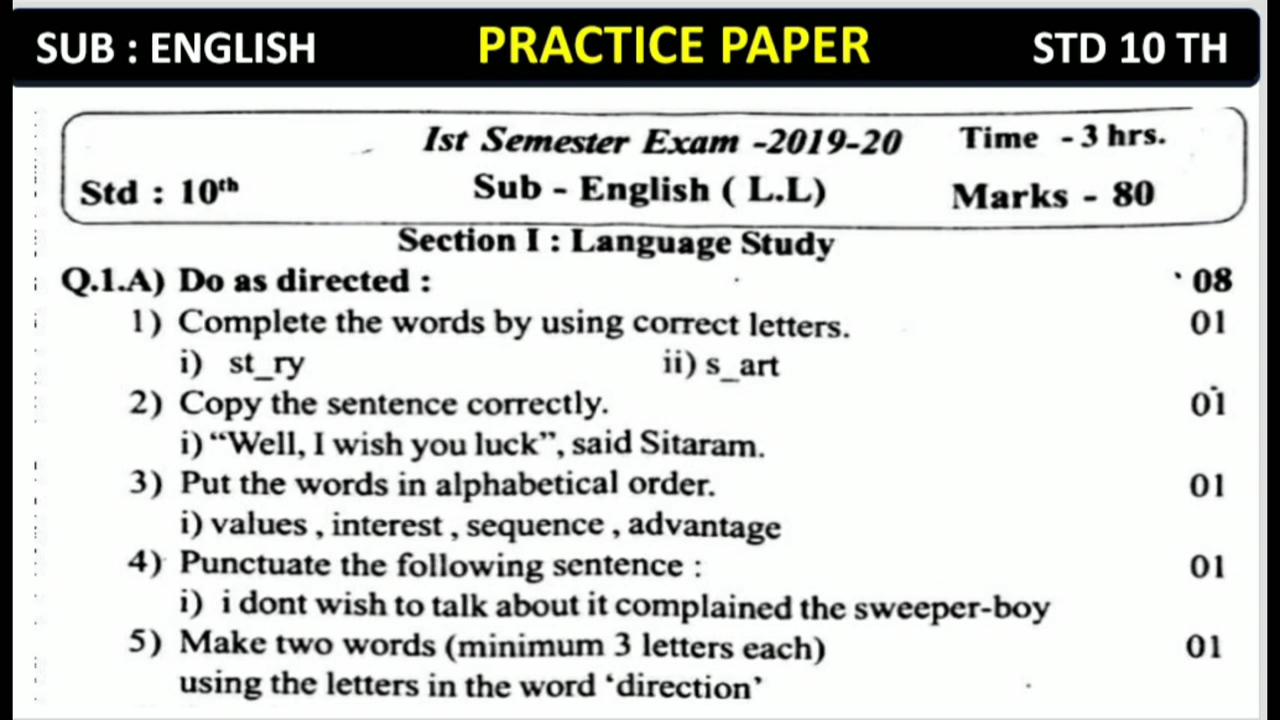 SUB : ENGLISH PRACTICE PAPER STD 10 TH
Ist Semester Exam -2019-20 Time - 3 hrs.
Std : 10th Sub - English ( L.L) Marks - 80
Section I : Language Study
Q.1.A) Do as directed : 08
1) Complete the words by using correct letters. 01
i) st_ry ii) s_art
2) Copy the sentence correctly. 01
i) “Well, I wish you luck”, said Sitaram.
3) Put the words in alphabetical order. 01
i) values , interest , sequence , advantage
4) Punctuate the following sentence : 01
i) i dont wish to talk about it complained the sweeper-boy
5) Make two words (minimum 3 letters each) 01
using the letters in the word ‘direction’